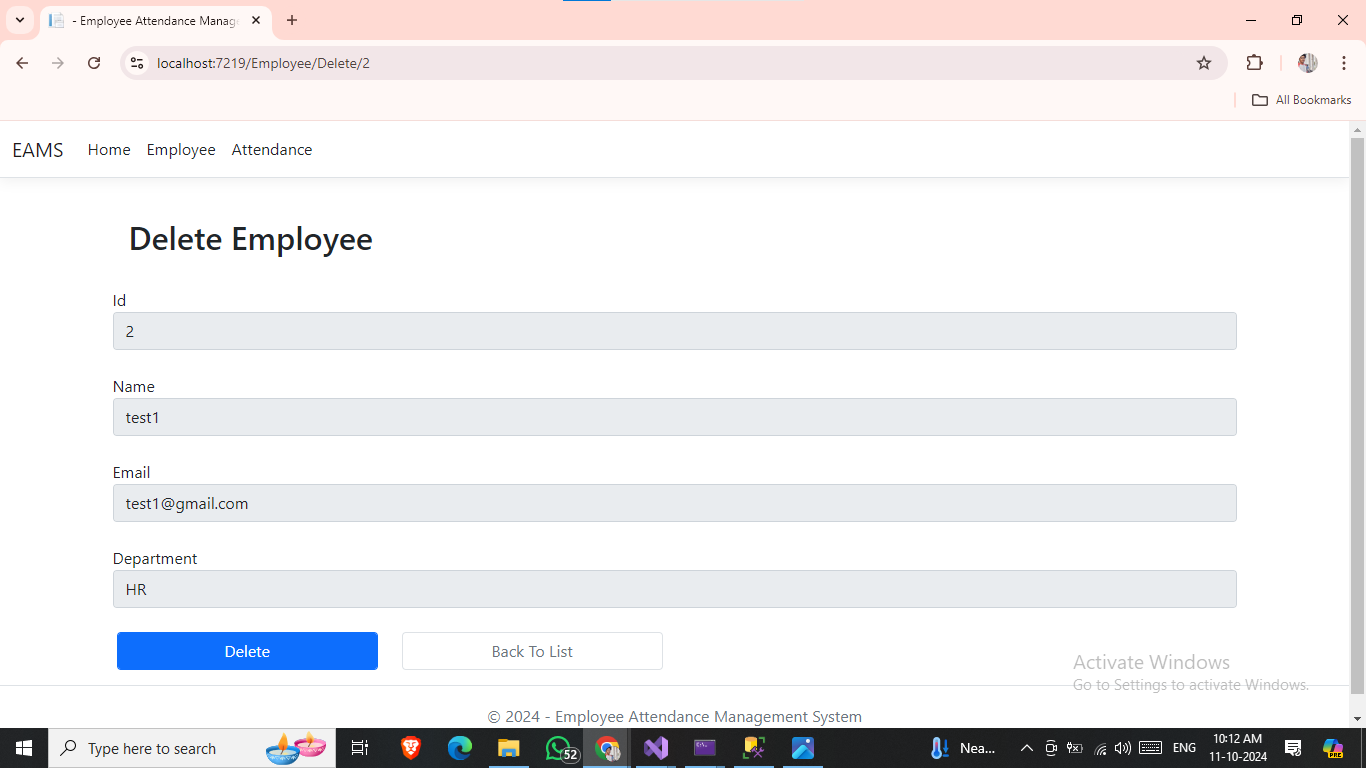 - Employee Attendance Manag
localhost:7219/Employee/Delete/2
All Bookmarks
EAMS Home Employee Attendance
Delete Employee
Id
2
Name
test1
Email
test1@gmail.com
Department
HR
Delete Back To List
Activate Windows
Go to Settings to activate Windows.
© 2024 - Employee Attendance Management System
Type here to search
52
Nea...
ENG
10:12 AM
11-10-2024
PRE